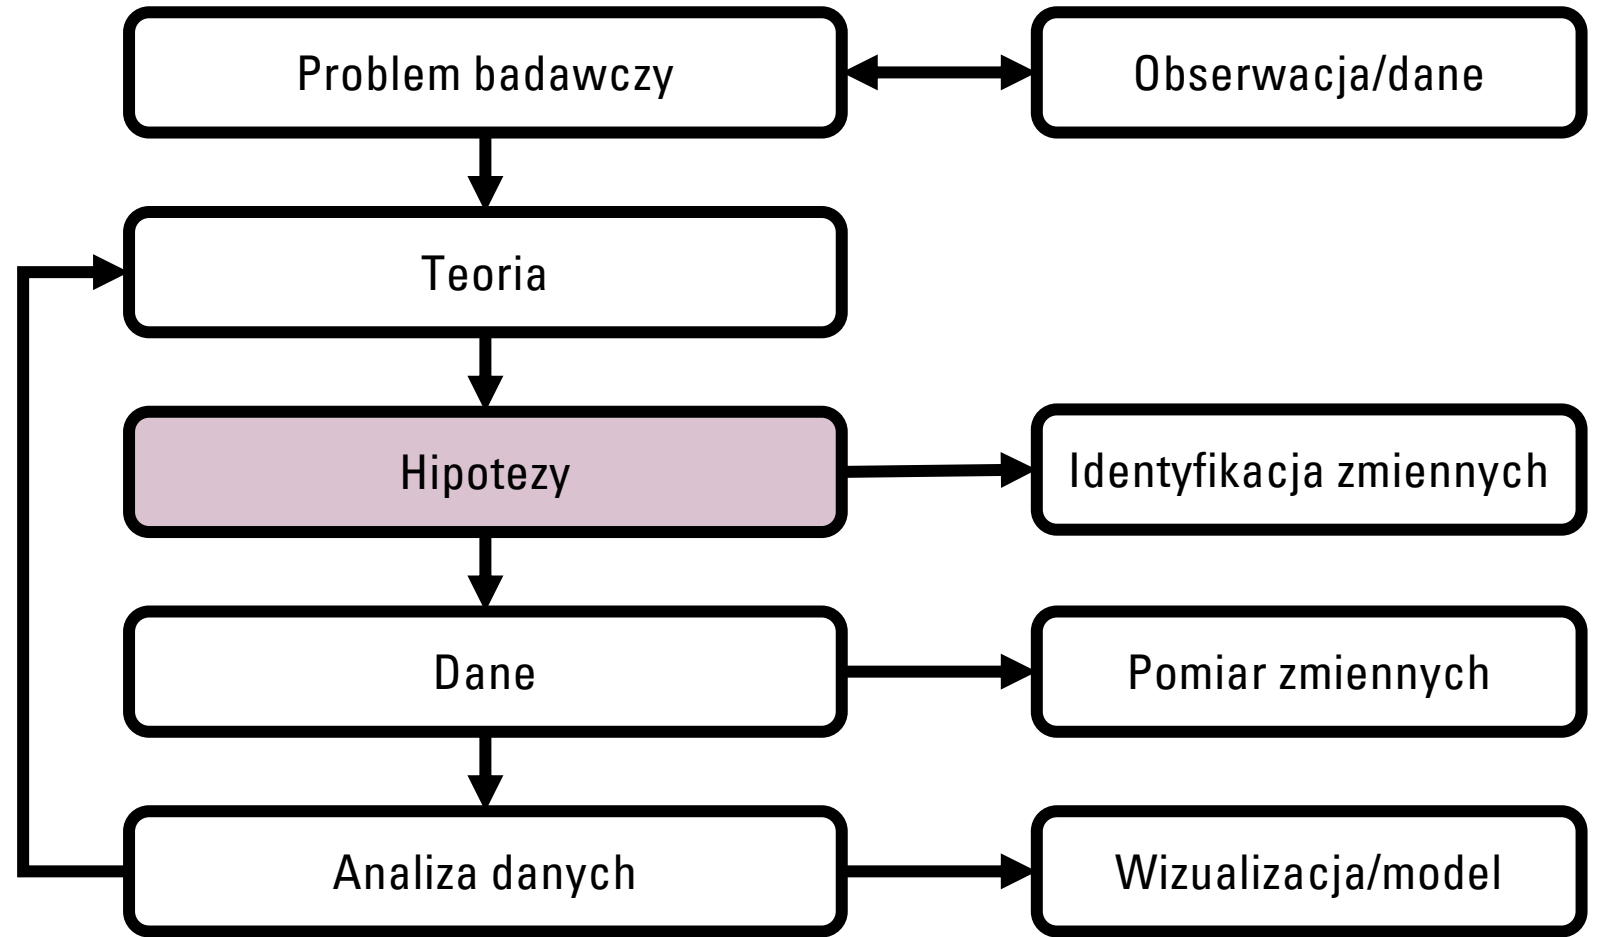 Problem badawczy
Obserwacja/dane
Teoria
Hipotezy
Identyfikacja zmiennych
Dane
Pomiar zmiennych
Analiza danych
Wizualizacja/model